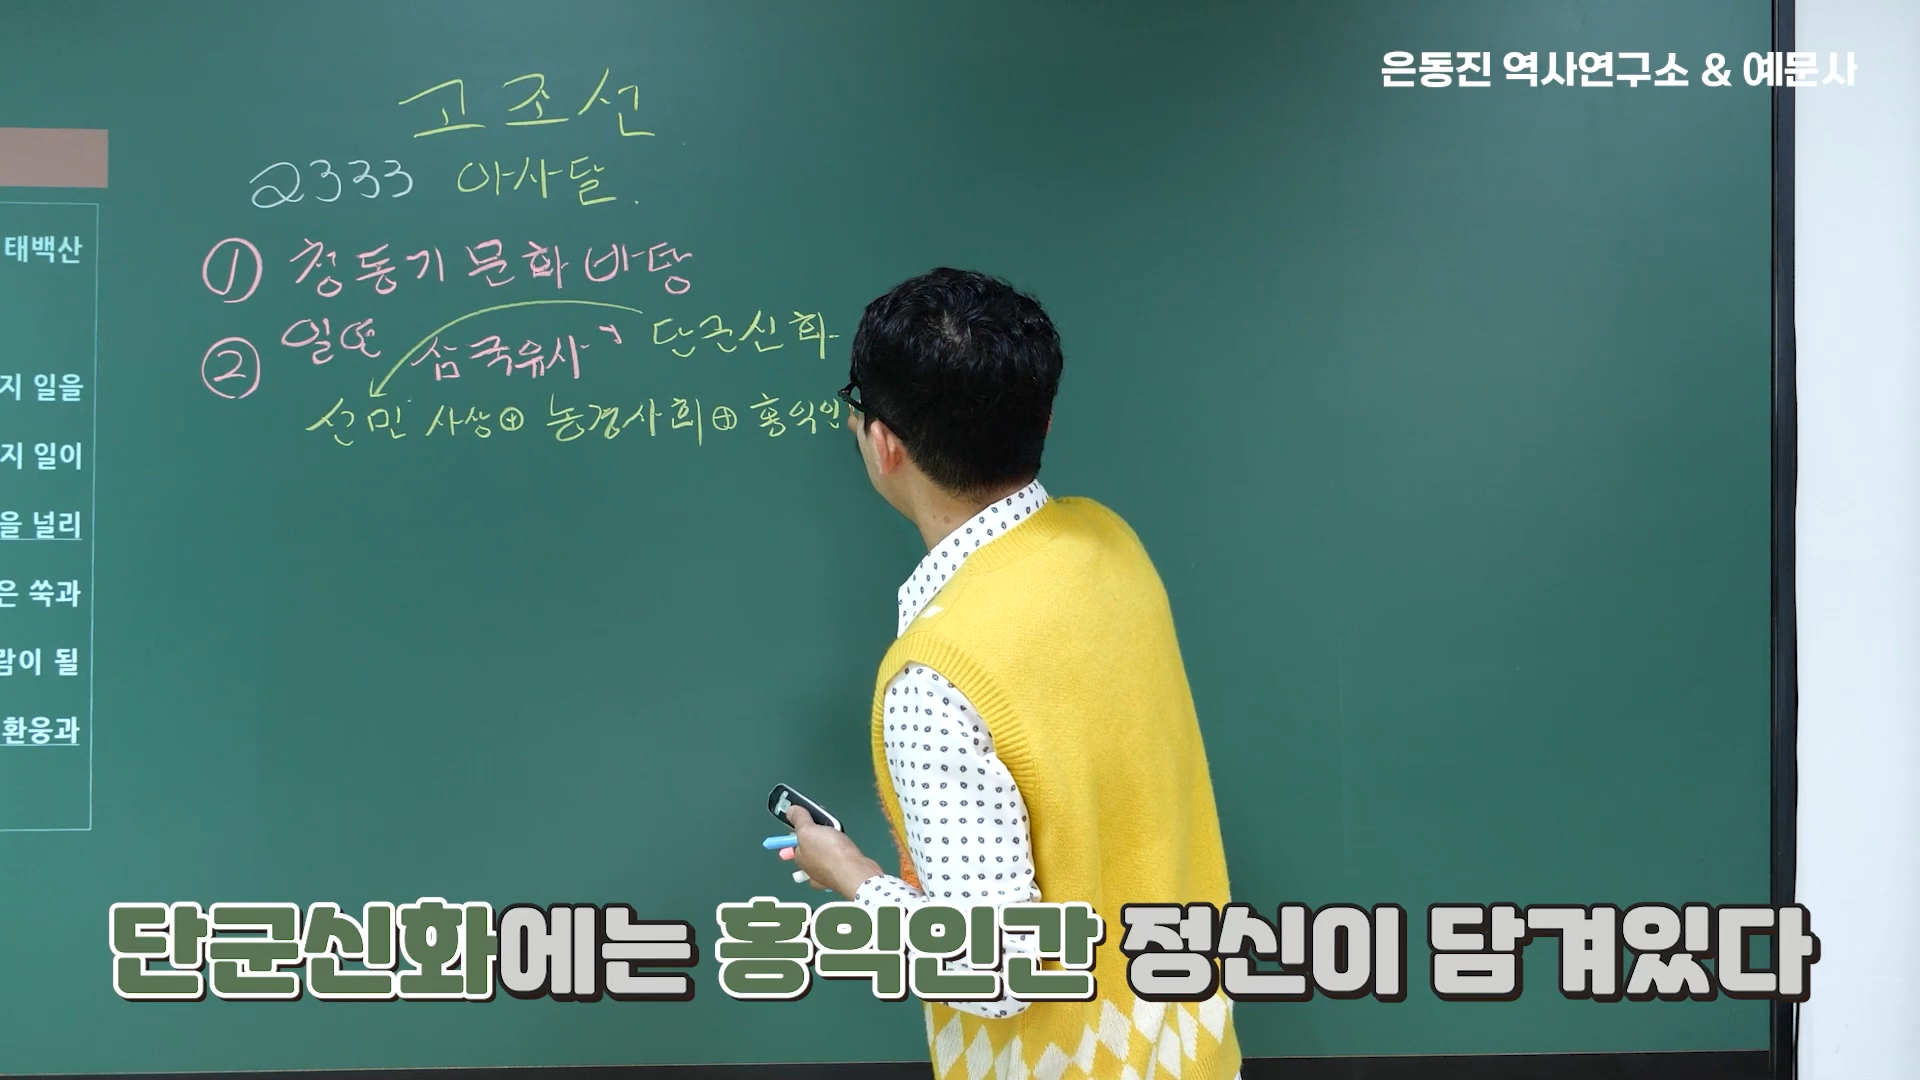 은동진 역사연구소 & 예문사
고조선
2333 아사달.
① 청동기 문화 바탕
② 일연 삼국유사 단군신화
선민 사상 ⊕ 농경사회 ⊕ 홍익인
태백산
지 일을
지 일이
을 널리
은 쑥과
람이 될
환웅과
단군신화에는 홍익인간 정신이 담겨있다